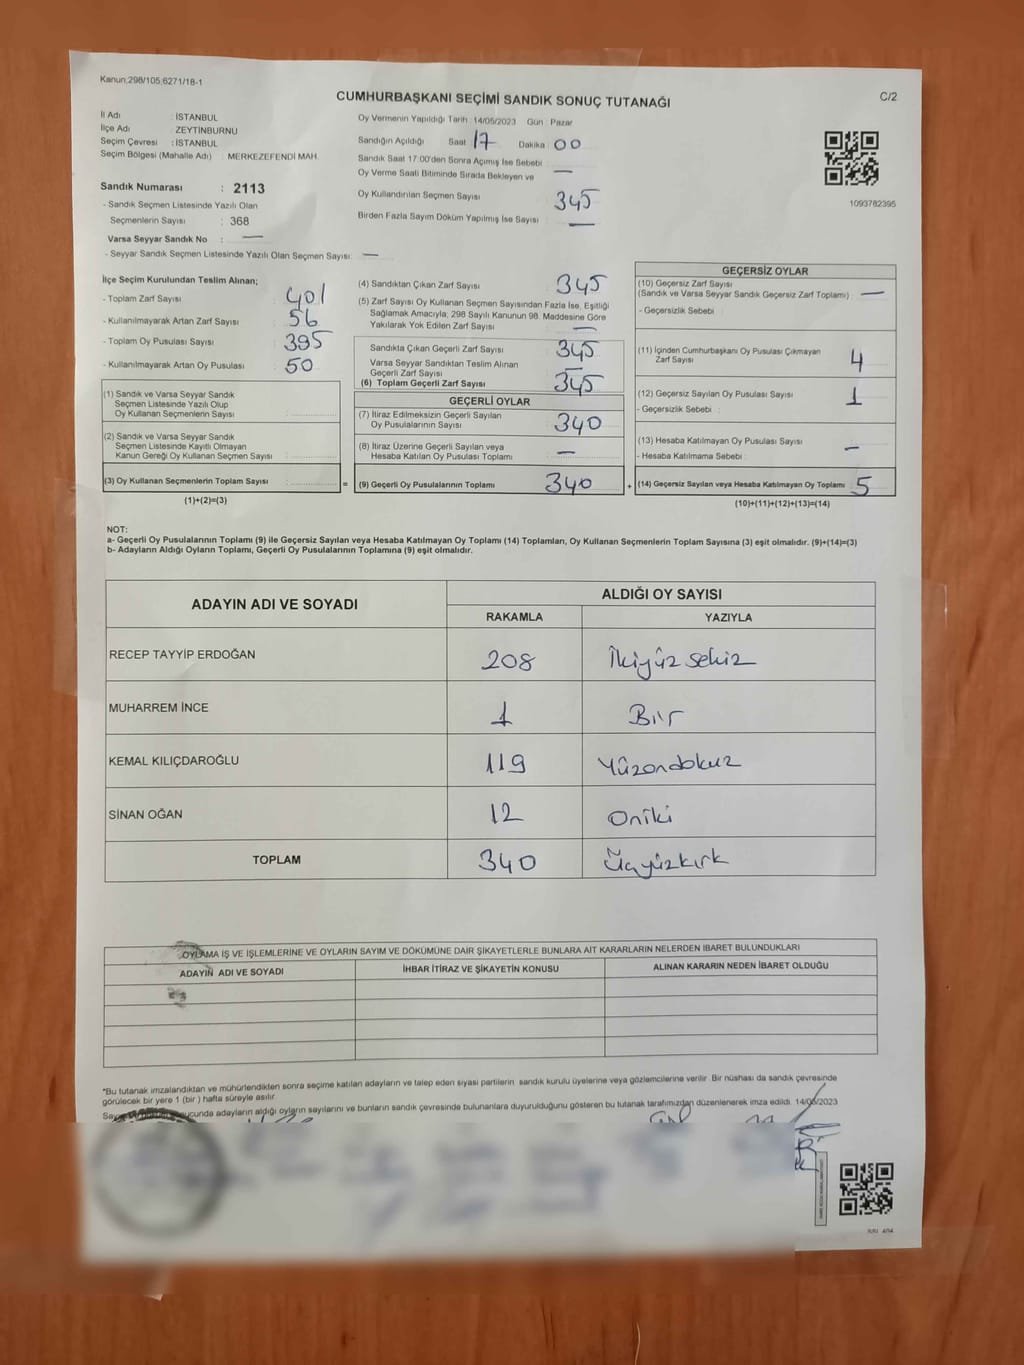 Kanun,298/105,6271/18-1
CUMHURBAŞKANI SEÇİMİ SANDIK SONUÇ TUTANAĞI
C/2
İl Adı : İSTANBUL
İlçe Adı : ZEYTİNBURNU
Seçim Çevresi : İSTANBUL
Seçim Bölgesi (Mahalle Adı) : MERKEZEFENDİ MAH.
Sandık Numarası : 2113
- Sandık Seçmen Listesinde Yazılı Olan
Seçmenlerin Sayısı : 368
Varsa Seyyar Sandık No : —
- Seyyar Sandık Seçmen Listesinde Yazılı Olan Seçmen Sayısı: —
Oy Vermenin Yapıldığı Tarih : 14/05/2023 Gün : Pazar
Sandığın Açıldığı Saat 17 Dakika 00
Sandık Saat 17:00'den Sonra Açımış İse Sebebi
Oy Verme Saati Bitiminde Sırada Bekleyen ve —
Oy Kullandırılan Seçmen Sayısı 345
Birden Fazla Sayım Döküm Yapılmış İse Sayısı —
1093782395
İlçe Seçim Kurulundan Teslim Alınan;
- Toplam Zarf Sayısı 401
- Kullanılmayarak Artan Zarf Sayısı 56
- Toplam Oy Pusulası Sayısı 395
- Kullanılmayarak Artan Oy Pusulası 50
(1) Sandık ve Varsa Seyyar Sandık
Seçmen Listesinde Yazılı Olup
Oy Kullanan Seçmenlerin Sayısı
(2) Sandık ve Varsa Seyyar Sandık
Seçmen Listesinde Kayıtlı Olmayan
Kanun Gereği Oy Kullanan Seçmen Sayısı
(3) Oy Kullanan Seçmenlerin Toplam Sayısı =
(1)+(2)=(3)
(4) Sandıktan Çıkan Zarf Sayısı 345
(5) Zarf Sayısı Oy Kullanan Seçmen Sayısından Fazla İse, Eşitliği
Sağlamak Amacıyla, 298 Sayılı Kanunun 98. Maddesine Göre
Yakılarak Yok Edilen Zarf Sayısı —
Sandıkta Çıkan Geçerli Zarf Sayısı 345
Varsa Seyyar Sandıktan Teslim Alınan
Geçerli Zarf Sayısı —
(6) Toplam Geçerli Zarf Sayısı 345
GEÇERLİ OYLAR
(7) İtiraz Edilmeksizin Geçerli Sayılan
Oy Pusulasının Sayısı 340
(8) İtiraz Üzerine Geçerli Sayılan veya
Hesaba Katılan Oy Pusulası Toplamı —
(9) Geçerli Oy Pusulalarının Toplamı 340 +
GEÇERSİZ OYLAR
(10) Geçersiz Zarf Sayısı
(Sandık ve Varsa Seyyar Sandık Geçersiz Zarf Toplamı) —
- Geçersizlik Sebebi :
(11) İçinden Cumhurbaşkanı Oy Pusulası Çıkmayan
Zarf Sayısı 4
(12) Geçersiz Sayılan Oy Pusulası Sayısı 1
- Geçersizlik Sebebi :
(13) Hesaba Katılmayan Oy Pusulası Sayısı —
- Hesaba Katılmama Sebebi :
(14) Geçersiz Sayılan veya Hesaba Katılmayan Oy Toplamı 5
(10)+(11)+(12)+(13)=(14)
NOT:
a- Geçerli Oy Pusulalarının Toplamı (9) ile Geçersiz Sayılan veya Hesaba Katılmayan Oy Toplamı (14) Toplamları, Oy Kullanan Seçmenlerin Toplam Sayısına (3) eşit olmalıdır. (9)+(14)=(3)
b- Adayların Aldığı Oyların Toplamı, Geçerli Oy Pusulalarının Toplamına (9) eşit olmalıdır.
ADAYIN ADI VE SOYADI
ALDIĞI OY SAYISI
RAKAMLA YAZIYLA
RECEP TAYYİP ERDOĞAN 208 İkiyüz sekiz
MUHARREM İNCE 1 Bir
KEMAL KILIÇDAROĞLU 119 Yüzondokuz
SİNAN OĞAN 12 Oniki
TOPLAM 340 Üçyüzkırk
OYLAMA İŞ VE İŞLEMLERİNE VE OYLARIN SAYIM VE DÖKÜMÜNE DAİR ŞİKAYETLERLE BUNLARA AİT KARARLARIN NELERDEN İBARET BULUNDUKLARI
ADAYIN ADI VE SOYADI İHBAR İTİRAZ VE ŞİKAYETİN KONUSU ALINAN KARARIN NEDEN İBARET OLDUĞU
*Bu tutanak imzalandıktan ve mühürlendikten sonra seçime katılan adayların ve talep eden siyasi partilerin sandık kurulu üyelerine veya gözlemcilerine verilir. Bir nüshası da sandık çevresinde
görülecek bir yere 1 (bir) hafta süreyle asılır.
adayların aldığı oyların sayılarını ve bunların sandık çevresinde bulunanlara duyurulduğunu gösteren bu tutanak tarafımızdan düzenlenerek imza edildi. 14/05/2023